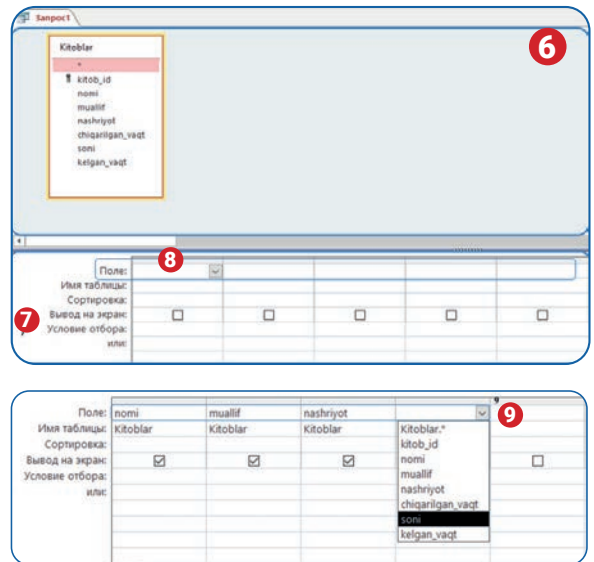 Запрос1
6
Kitoblar
*
kitob_id
nomi
muallif
nashriyot
chiqarilgan_vaqt
soni
kelgan_vaqt
8
Поле:
Имя таблицы:
Сортировка:
7 Вывод на экран:
Условие отбора:
или:
9
Поле: nomi muallif nashriyot 9
Имя таблицы: Kitoblar Kitoblar Kitoblar Kitoblar.*
Сортировка: kitob_id
Вывод на экран: nomi
Условие отбора: muallif
или: nashriyot
chiqarilgan_vaqt
soni
kelgan_vaqt